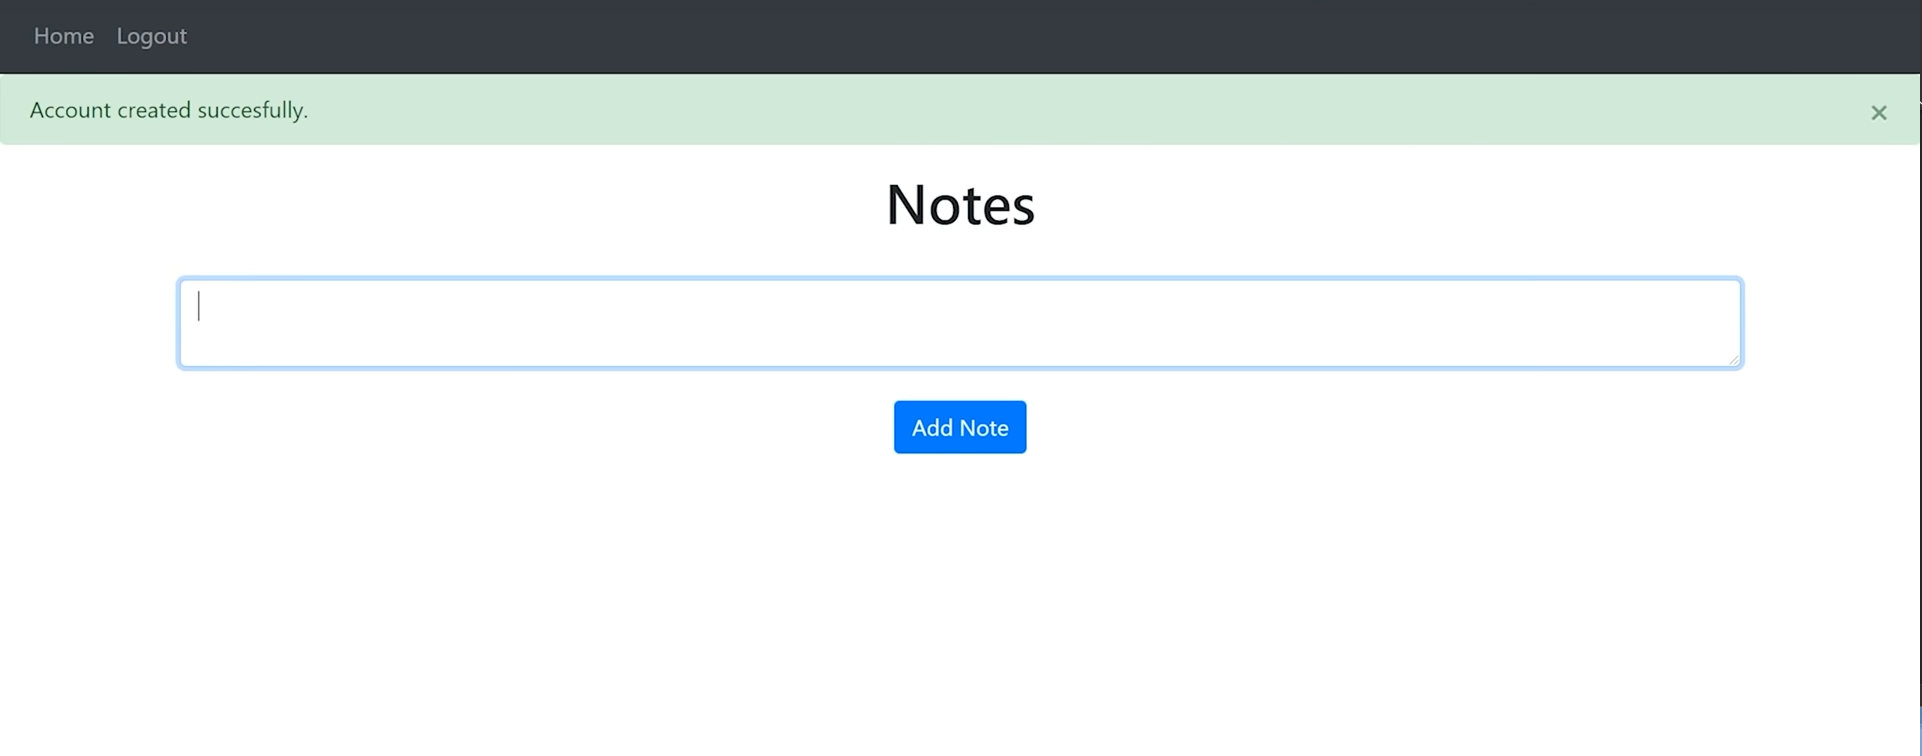 Home Logout
Account created succesfully.
×
Notes
Add Note